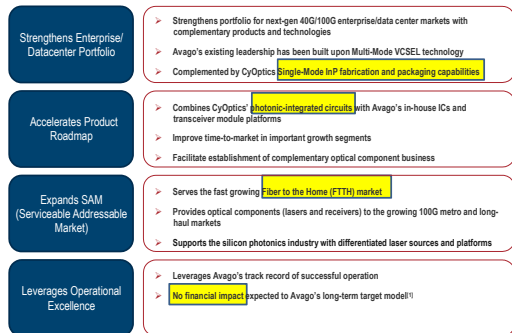 Strengthens Enterprise/
Datacenter Portfolio
➢ Strengthens portfolio for next-gen 40G/100G enterprise/data center markets with
complementary products and technologies
➢ Avago's existing leadership has been built upon Multi-Mode VCSEL technology
➢ Complemented by CyOptics Single-Mode InP fabrication and packaging capabilities
Accelerates Product
Roadmap
➢ Combines CyOptics' photonic-integrated circuits with Avago's in-house ICs and
transceiver module platforms
➢ Improve time-to-market in important growth segments
➢ Facilitate establishment of complementary optical component business
Expands SAM
(Serviceable Addressable
Market)
➢ Serves the fast growing Fiber to the Home (FTTH) market
➢ Provides optical components (lasers and receivers) to the growing 100G metro and long-
haul markets
➢ Supports the silicon photonics industry with differentiated laser sources and platforms
Leverages Operational
Excellence
➢ Leverages Avago's track record of successful operation
➢ No financial impact expected to Avago's long-term target model[1]